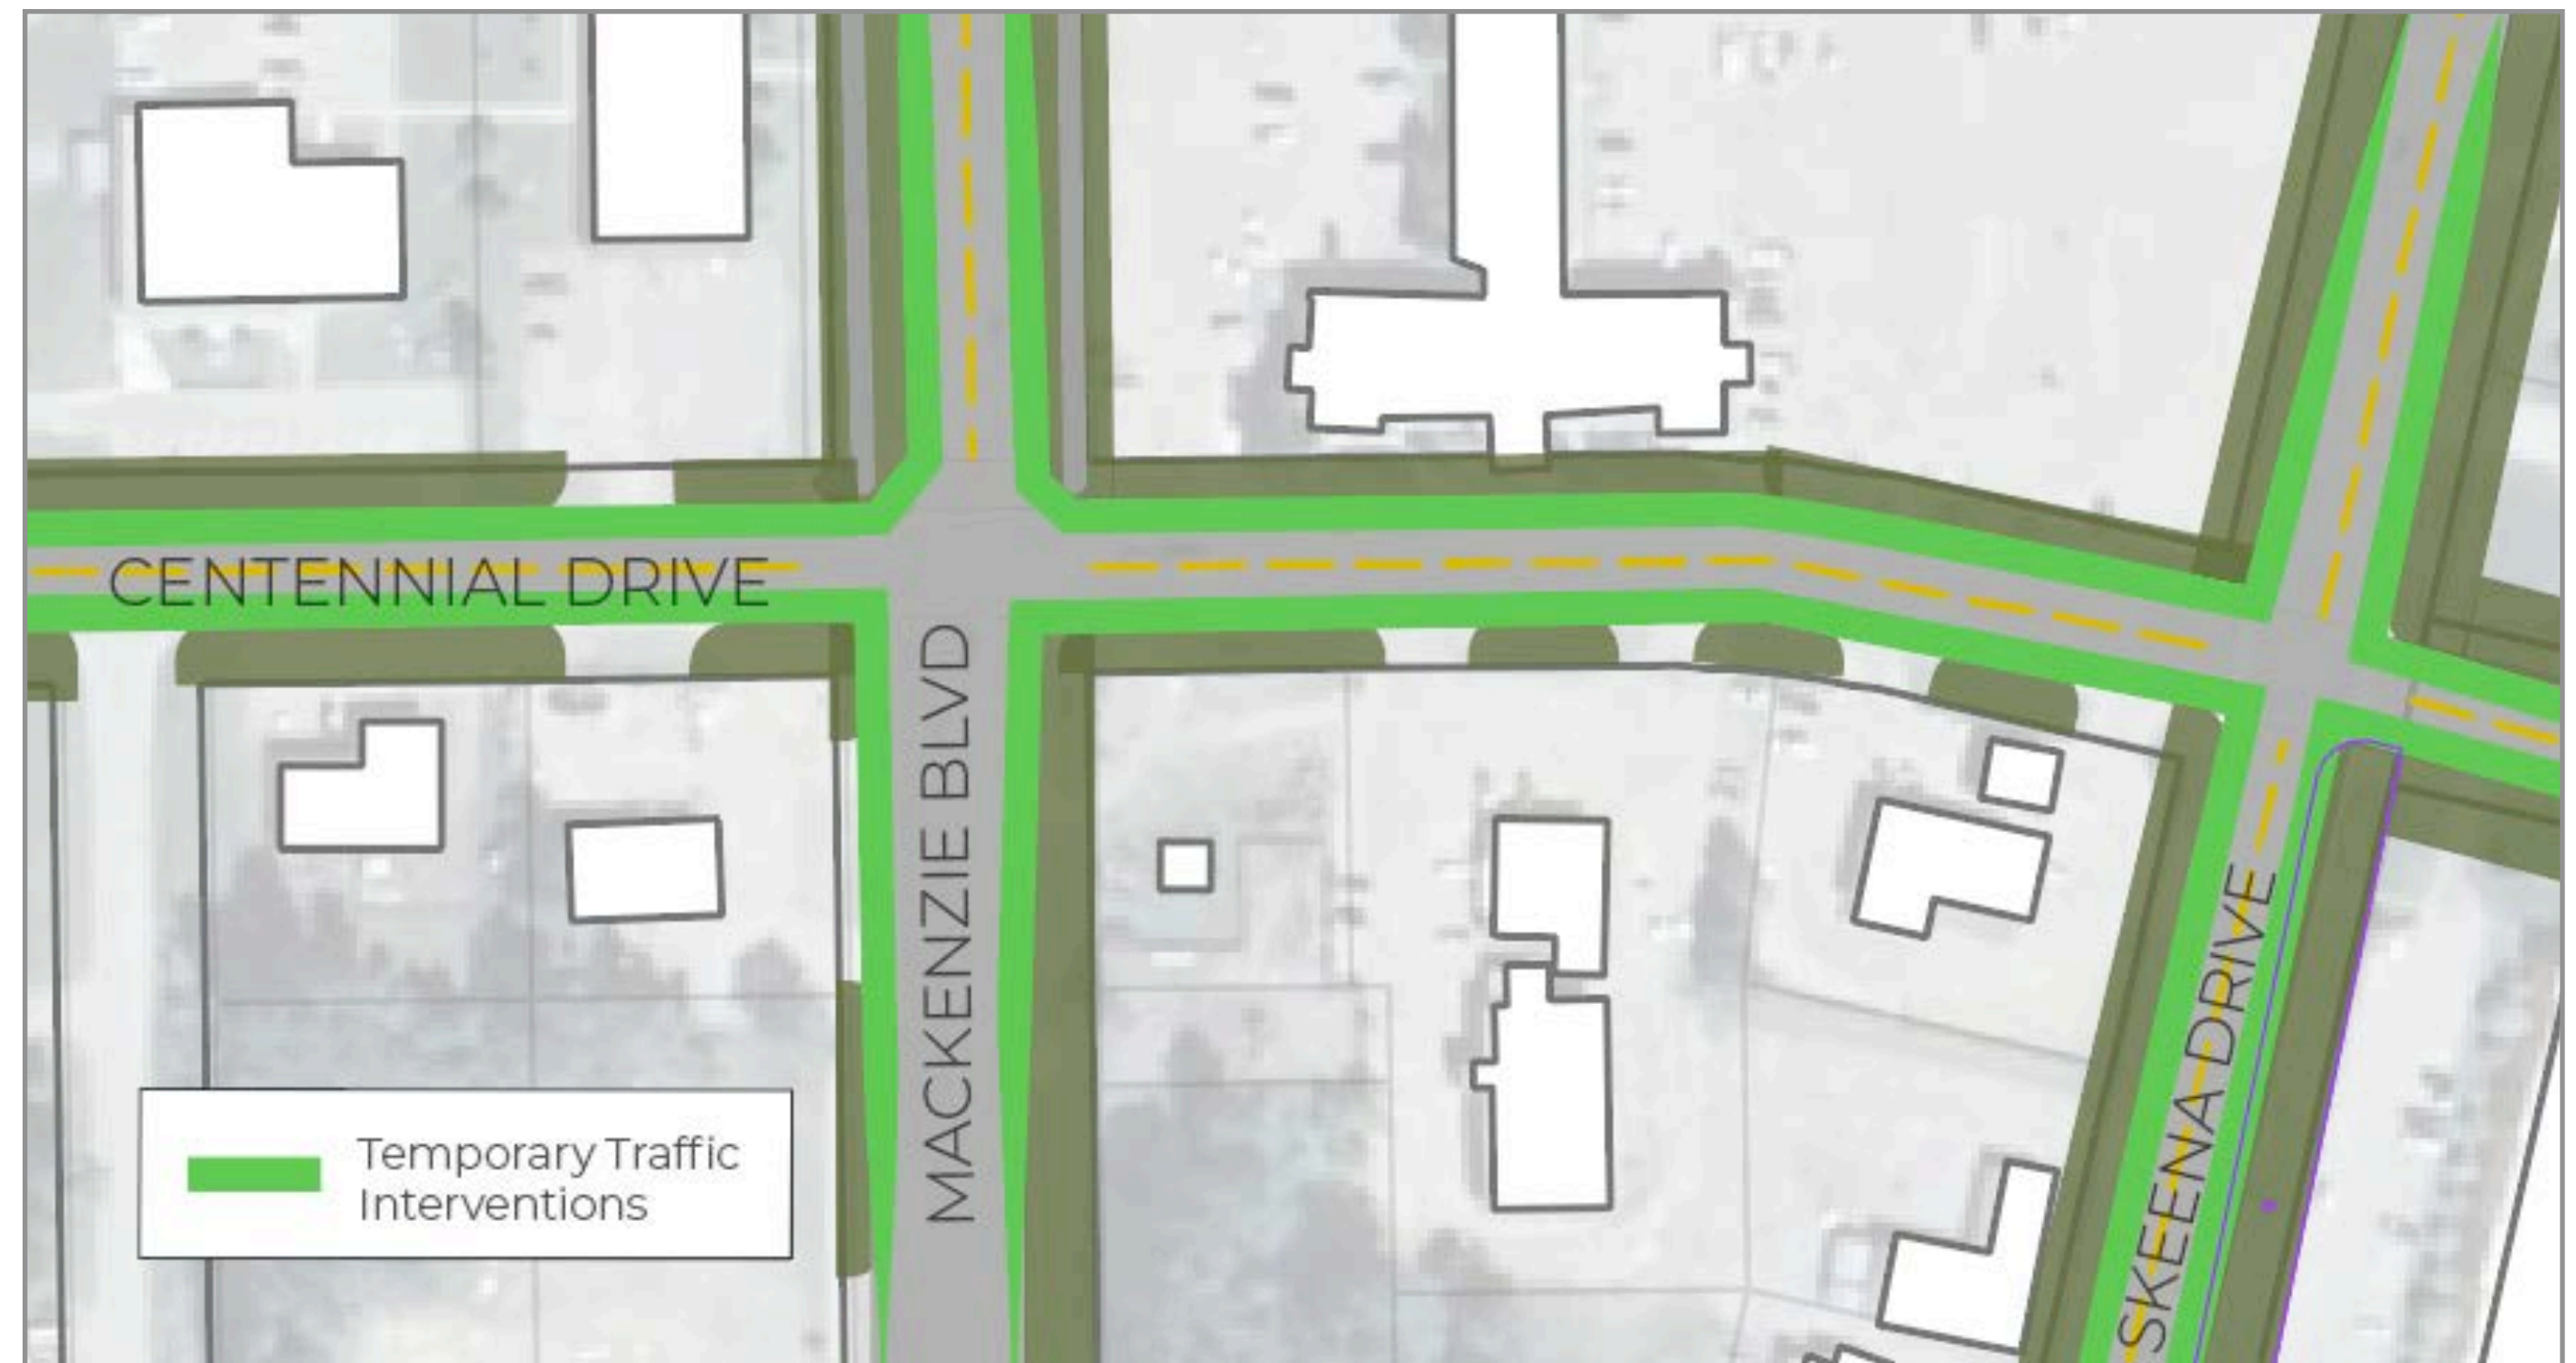 CENTENNIAL DRIVE
MACKENZIE BLVD
SKEENA DRIVE
Temporary Traffic
Interventions